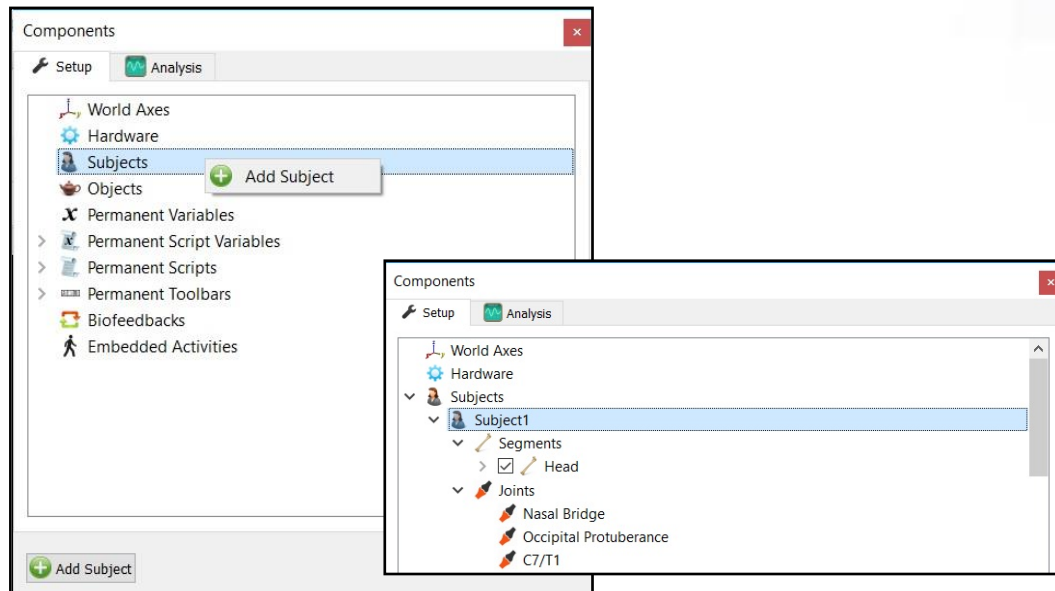 Components
Setup
Analysis
World Axes
Hardware
Subjects
Add Subject
Objects
Permanent Variables
Permanent Script Variables
Permanent Scripts
Permanent Toolbars
Biofeedbacks
Embedded Activities
Add Subject
Components
Setup
Analysis
World Axes
Hardware
Subjects
Subject1
Segments
Head
Joints
Nasal Bridge
Occipital Protuberance
C7/T1